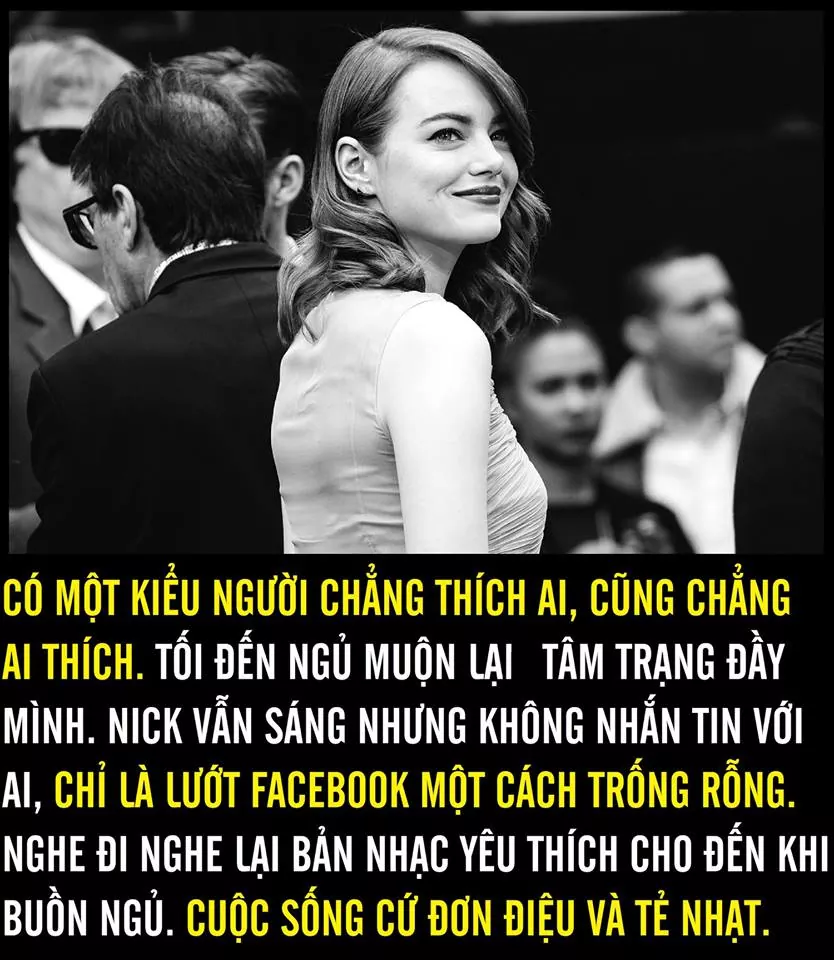 CÓ MỘT KIỂU NGƯỜI CHẲNG THÍCH AI, CŨNG CHẲNG
AI THÍCH. TỐI ĐẾN NGỦ MUỘN LẠI TÂM TRẠNG ĐẦY
MÌNH. NICK VẪN SÁNG NHƯNG KHÔNG NHẮN TIN VỚI
AI, CHỈ LÀ LƯỚT FACEBOOK MỘT CÁCH TRỐNG RỖNG.
NGHE ĐI NGHE LẠI BẢN NHẠC YÊU THÍCH CHO ĐẾN KHI
BUỒN NGỦ. CUỘC SỐNG CỨ ĐƠN ĐIỆU VÀ TẺ NHẠT.